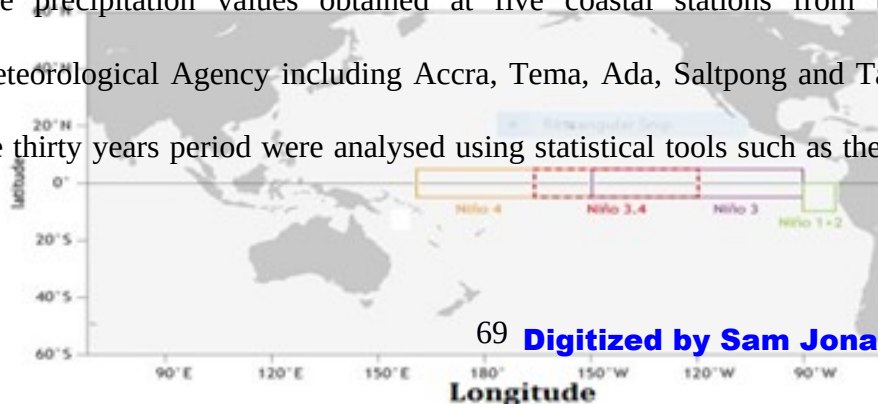 precipitation values obtained at five coastal stations from
Meteorological Agency including Accra, Tema, Ada, Saltpong and
thirty years period were analysed using statistical tools such as the
20°N
latitude
0°
Niño 4 Niño 3.4 Niño 3
Niño 1+2
20°S
40°S
69 Digitized by Sam Jona
60°S
90°E 120°E 150°E 180° 150°W 120°W 90°W
Longitude